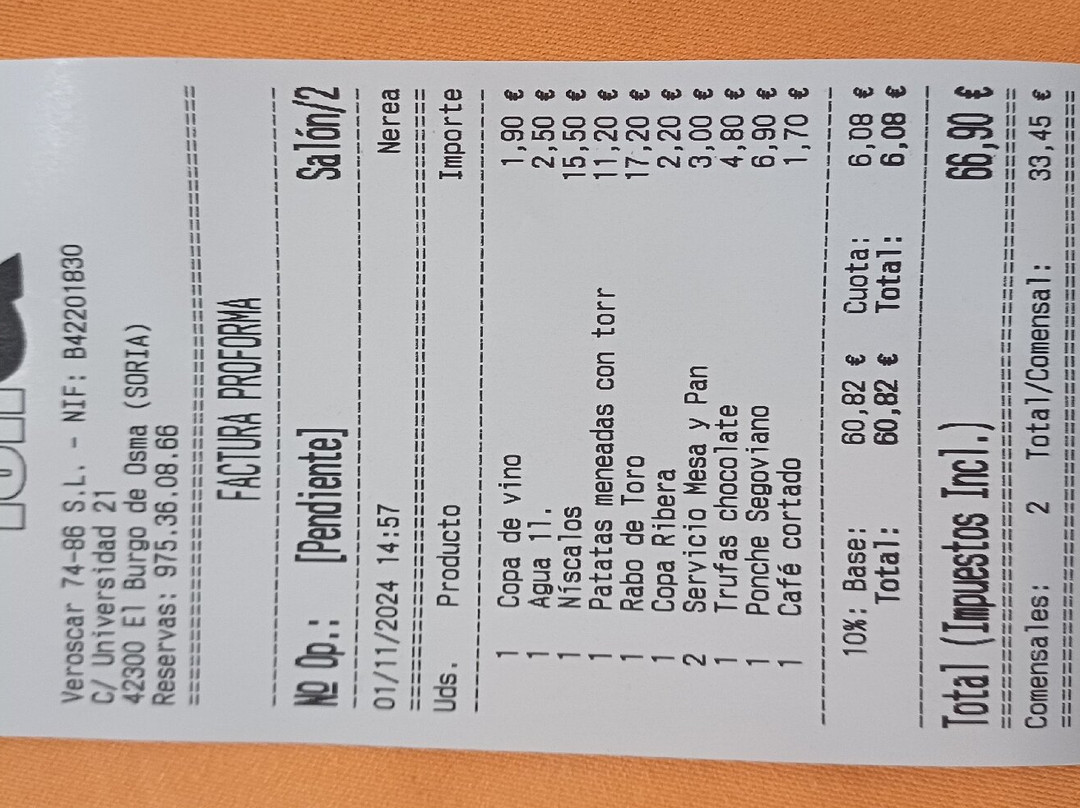 Veroscar 74-86 S.L. - NIF: B42201830
C/ Universidad 21
42300 El Burgo de Osma (SORIA)
Reservas: 975.36.08.66
FACTURA PROFORMA
Nº Op.: [Pendiente] Salón/2
01/11/2024 14:57 Nerea
Uds. Producto Importe
1 Copa de vino 1,90 €
1 Agua 1l. 2,50 €
1 Níscalos 15,50 €
1 Patatas meneadas con torr 11,20 €
1 Rabo de Toro 17,20 €
1 Copa Ribera 2,20 €
2 Servicio Mesa y Pan 3,00 €
1 Trufas chocolate 4,80 €
1 Ponche Segoviano 6,90 €
1 Café cortado 1,70 €
10%: Base: 60,82 € Cuota: 6,08 €
Total: 60,82 € Total: 6,08 €
Total (Impuestos Incl.) 66,90 €
Comensales: 2 Total/Comensal: 33,45 €